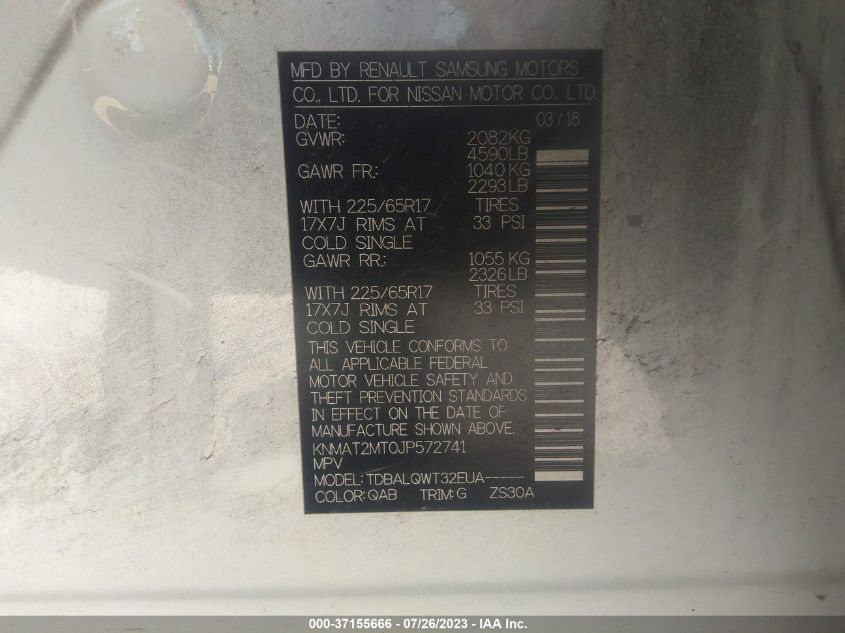 MFD BY RENAULT SAMSUNG MOTORS
CO., LTD. FOR NISSAN MOTOR CO., LTD.
DATE: 03/18
GVWR: 2082KG
4590LB
GAWR FR.: 1040KG
2293LB
WITH 225/65R17 TIRES
17X7J RIMS AT 33 PSI
COLD SINGLE
GAWR RR.: 1055 KG
2326LB
WITH 225/65R17 TIRES
17X7J RIMS AT 33 PSI
COLD SINGLE
THIS VEHICLE CONFORMS TO
ALL APPLICABLE FEDERAL
MOTOR VEHICLE SAFETY AND
THEFT PREVENTION STANDARDS
IN EFFECT ON THE DATE OF
MANUFACTURE SHOWN ABOVE.
KNMAT2MT0JP572741
MPV
MODEL: TDBALQWT32EUA-----
COLOR: QAB TRIM: G ZS30A
000-37155666 - 07/26/2023 - IAA Inc.